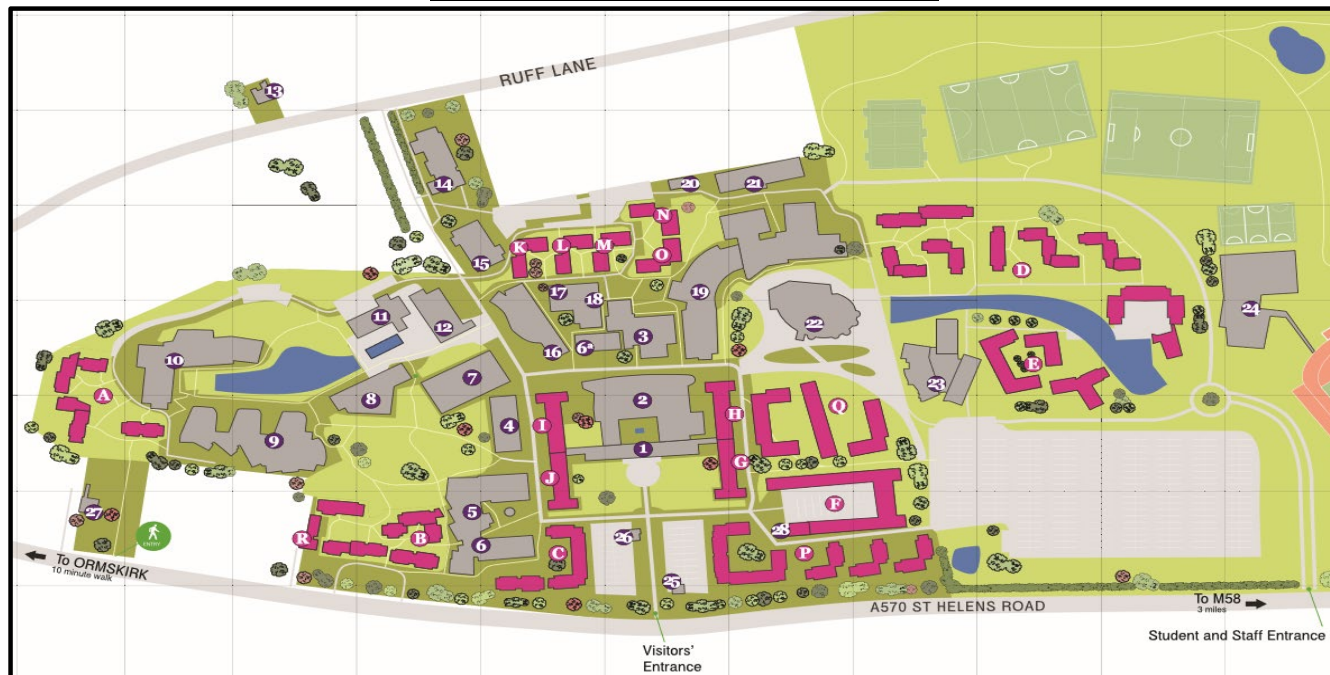 RUFF LANE
13
14
20
21
N
K
L
M
O
15
D
17
18
19
11
12
22
24
3
16
6a
10
23
E
7
A
8
2
H
Q
4
I
9
1
G
J
F
5
27
28
ENTRY
R
B
26
6
C
P
To ORMSKIRK
10 minute walk
25
A570 ST HELENS ROAD
To M58
3 miles
Student and Staff Entrance
Visitors'
Entrance